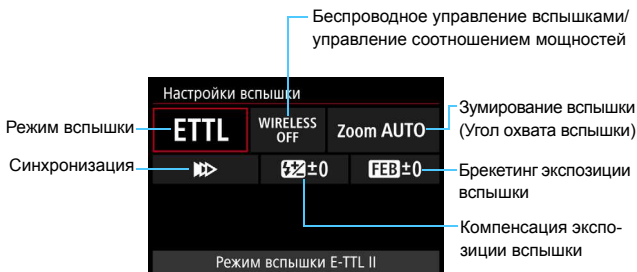 Беспроводное управление вспышками/
управление соотношением мощностей
Настройки вспышки
Режим вспышки
ETTL
WIRELESS
OFF
Zoom AUTO
Зумирование вспышки
(Угол охвата вспышки)
Синхронизация
±0
FEB±0
Брекетинг экспозиции
вспышки
Компенсация экспо-
зиции вспышки
Режим вспышки E-TTL II